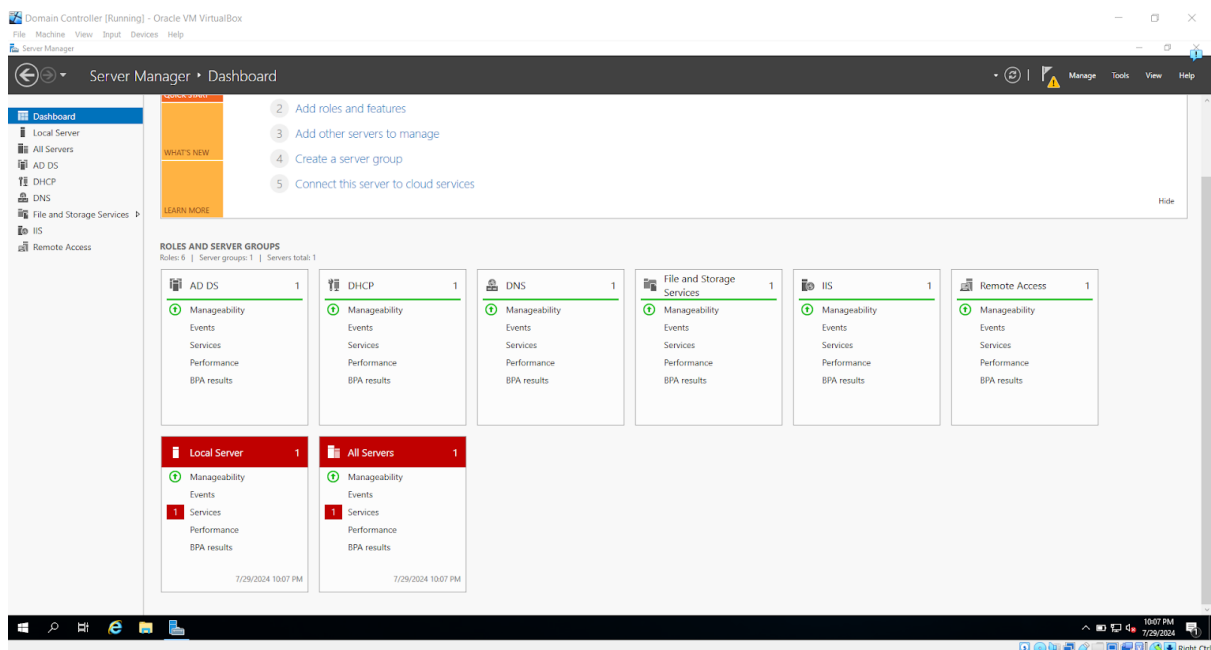 Domain Controller [Running] - Oracle VM VirtualBox
File Machine View Input Devices Help
Server Manager
Server Manager • Dashboard
Manage Tools View Help
Dashboard
Local Server
All Servers
AD DS
DHCP
DNS
File and Storage Services
IIS
Remote Access
QUICK START
WHAT'S NEW
LEARN MORE
2 Add roles and features
3 Add other servers to manage
4 Create a server group
5 Connect this server to cloud services
Hide
ROLES AND SERVER GROUPS
Roles: 6 | Server groups: 1 | Servers total: 1
AD DS 1
Manageability
Events
Services
Performance
BPA results
DHCP 1
Manageability
Events
Services
Performance
BPA results
DNS 1
Manageability
Events
Services
Performance
BPA results
File and Storage
Services 1
Manageability
Events
Services
Performance
BPA results
IIS 1
Manageability
Events
Services
Performance
BPA results
Remote Access 1
Manageability
Events
Services
Performance
BPA results
Local Server 1
Manageability
Events
1 Services
Performance
BPA results
7/29/2024 10:07 PM
All Servers 1
Manageability
Events
1 Services
Performance
BPA results
7/29/2024 10:07 PM
10:07 PM
7/29/2024
1
Right Ctrl